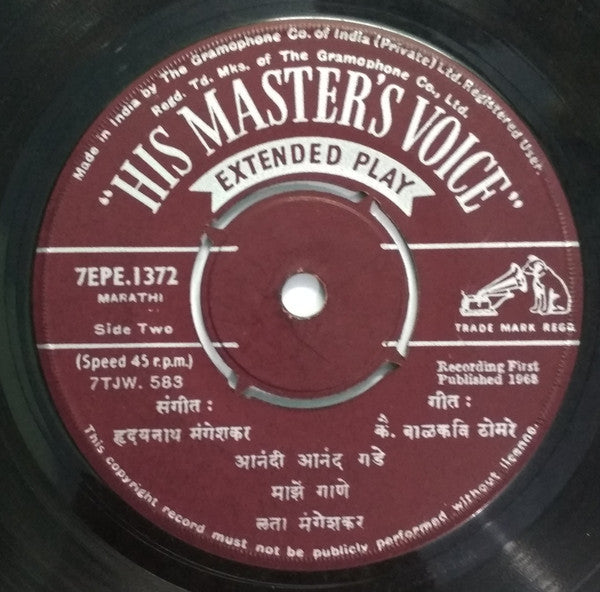 Made in India by The Gramophone Co. of India (Private) Ltd. Registered User.
Regd. Td. Mks. of The Gramophone Co., Ltd.
"HIS MASTER'S VOICE"
EXTENDED PLAY
7EPE.1372
MARATHI
Side Two
TRADE MARK REGD.
(Speed 45 r.p.m.)
7TJW. 583
Recording First
Published 1968
संगीत :
गीत :
हृदयनाथ मंगेशकर
कै. बाळकवि ठोमरे
आनंदी आनंद गडे
माझें गाणे
लता मंगेशकर
This copyright record must not be publicly performed without licence.